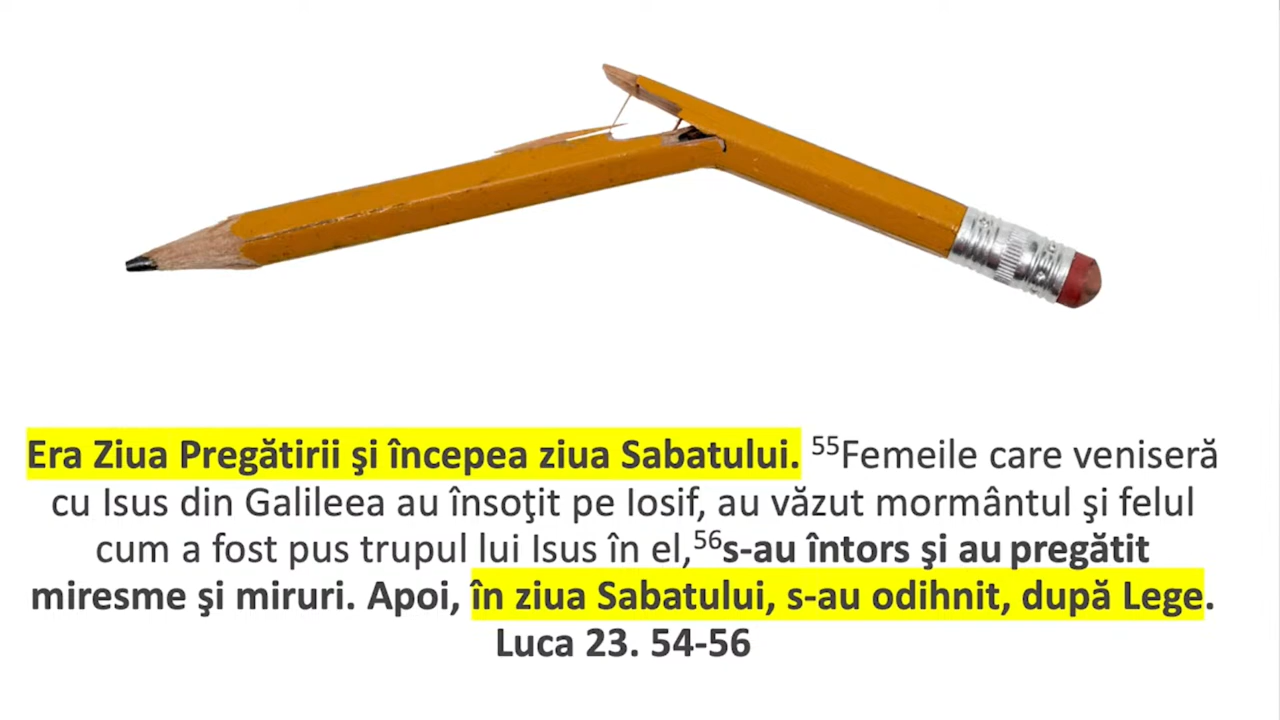 Era Ziua Pregătirii şi începea ziua Sabatului. ⁵⁵Femeile care veniseră
cu Isus din Galileea au însoţit pe Iosif, au văzut mormântul şi felul
cum a fost pus trupul lui Isus în el,⁵⁶s-au întors şi au pregătit
miresme şi miruri. Apoi, în ziua Sabatului, s-au odihnit, după Lege.
Luca 23. 54-56